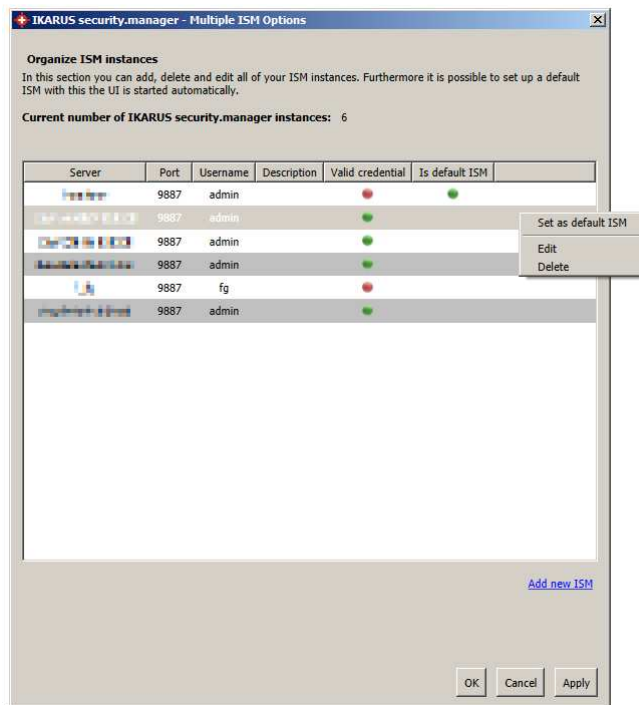 IKARUS security.manager - Multiple ISM Options
Organize ISM instances
In this section you can add, delete and edit all of your ISM instances. Furthermore it is possible to set up a default
ISM with this the UI is started automatically.
Current number of IKARUS security.manager instances: 6
Server Port Username Description Valid credential Is default ISM
9887 admin
9887 admin
Set as default ISM
9887 admin
Edit
9887 admin
Delete
9887 fg
9887 admin
Add new ISM
OK Cancel Apply